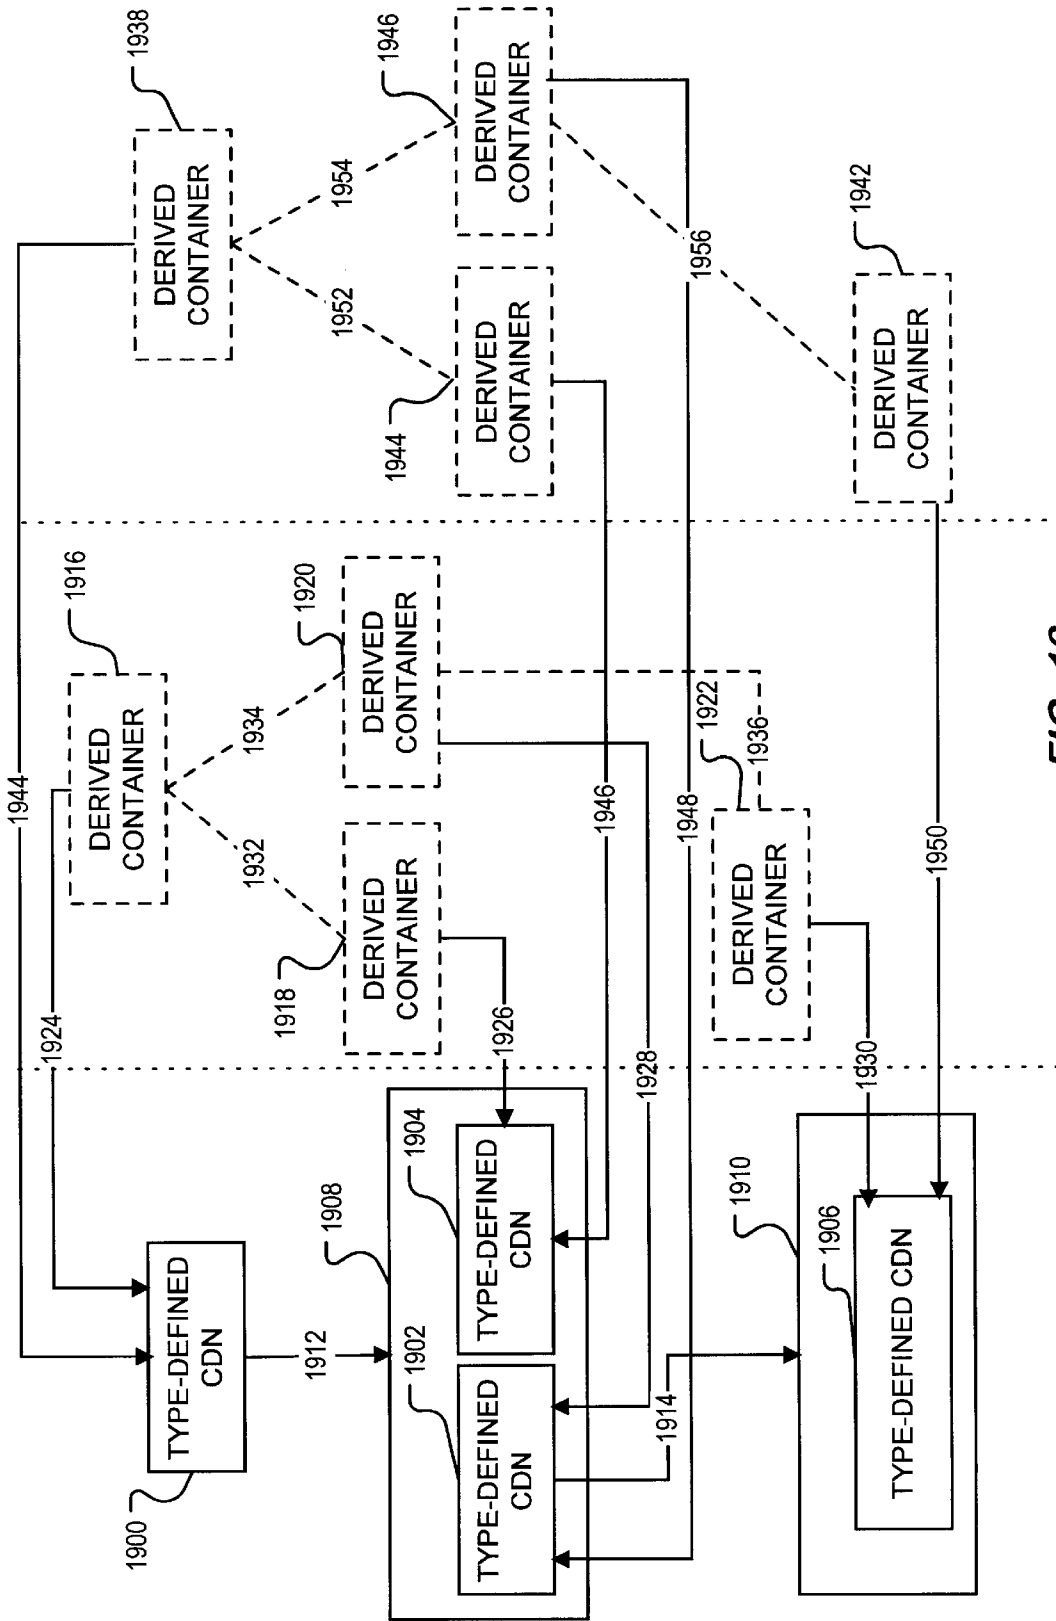 1900
TYPE-DEFINED
CDN
1912
1908
1902
TYPE-DEFINED
CDN
1904
TYPE-DEFINED
CDN
1914
1910
1906
TYPE-DEFINED CDN
1924
1916
DERIVED
CONTAINER
1932
1934
1918
DERIVED
CONTAINER
1920
DERIVED
CONTAINER
1926
1928
1922
1936
DERIVED
CONTAINER
1930
1944
1938
DERIVED
CONTAINER
1952
1954
1944
DERIVED
CONTAINER
1946
DERIVED
CONTAINER
1946
1948
1956
1942
DERIVED
CONTAINER
1950
FIG.